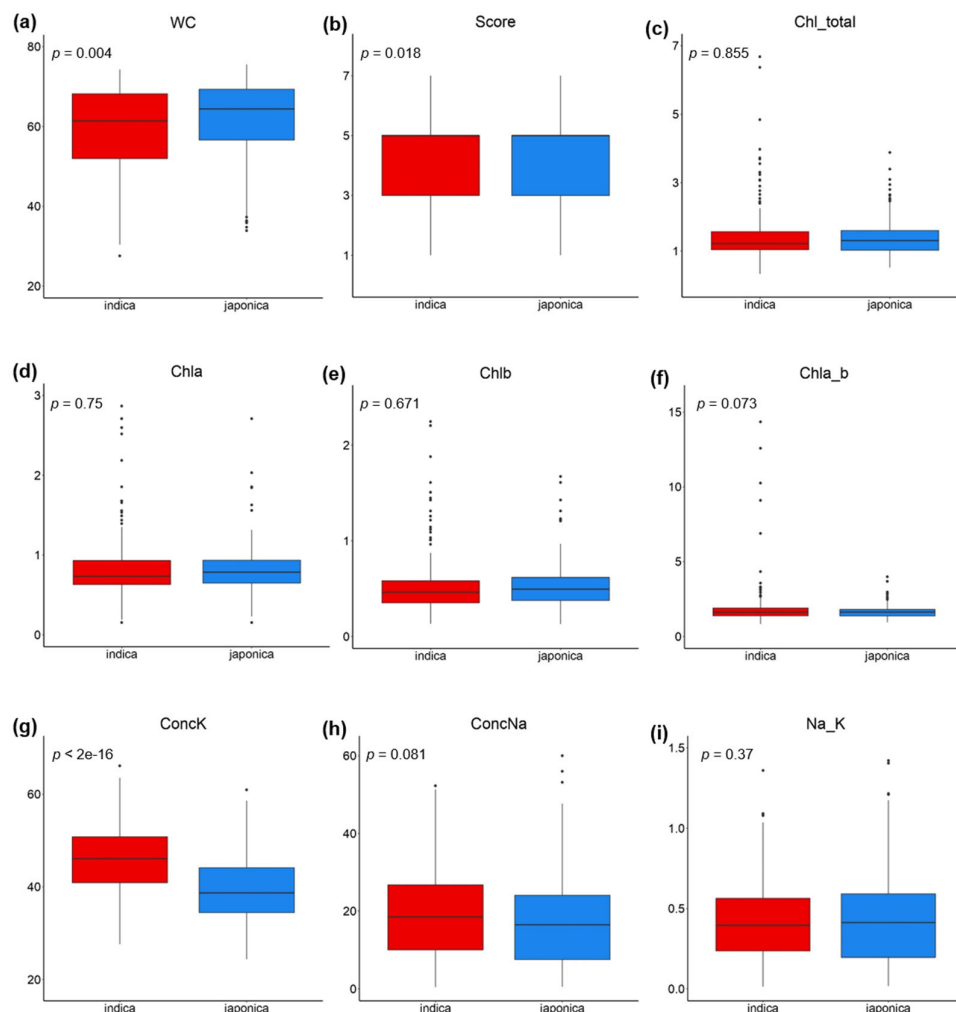 (a) WC
p = 0.004
80
60
40
20
indica japonica
(b) Score
p = 0.018
7
5
3
1
indica japonica
(c) Chl_total
p = 0.855
7
5
3
1
indica japonica
(d) Chla
p = 0.75
3
2
1
0
indica japonica
(e) Chlb
p = 0.671
2
1
0
indica japonica
(f) Chla_b
p = 0.073
15
10
5
0
indica japonica
(g) ConcK
p < 2e-16
60
40
20
indica japonica
(h) ConcNa
p = 0.081
60
40
20
0
indica japonica
(i) Na_K
p = 0.37
1.5
1.0
0.5
0.0
indica japonica